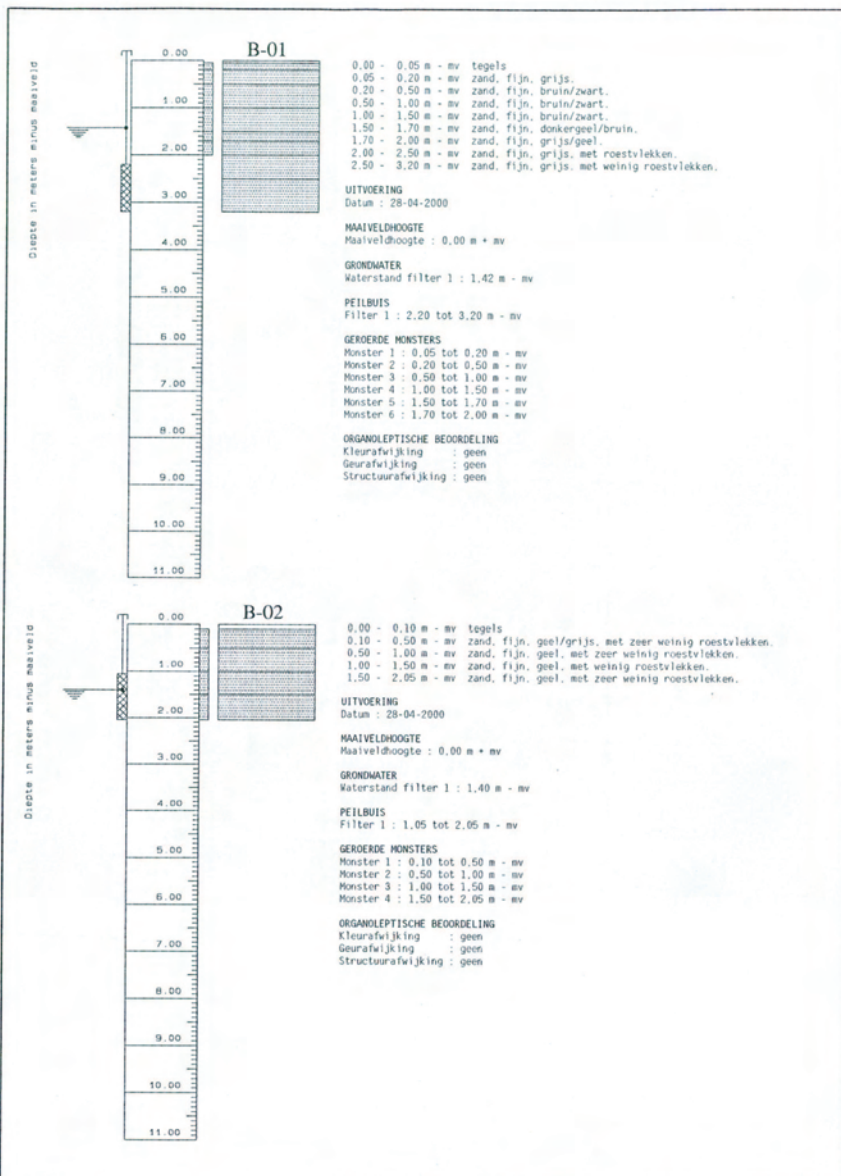 B-01
Diepte in meters minus maaiveld
0.00
1.00
2.00
3.00
4.00
5.00
6.00
7.00
8.00
9.00
10.00
11.00
0.00 - 0.05 m - mv tegels
0.05 - 0.20 m - mv zand, fijn, grijs.
0.20 - 0.50 m - mv zand, fijn, bruin/zwart.
0.50 - 1.00 m - mv zand, fijn, bruin/zwart.
1.00 - 1.50 m - mv zand, fijn, bruin/zwart.
1.50 - 1.70 m - mv zand, fijn, donkergeel/bruin.
1.70 - 2.00 m - mv zand, fijn, grijs/geel.
2.00 - 2.50 m - mv zand, fijn, grijs, met roestvlekken.
2.50 - 3.20 m - mv zand, fijn, grijs, met weinig roestvlekken.
UITVOERING
Datum : 28-04-2000
MAAIVELDHOOGTE
Maaiveldhoogte : 0.00 m + mv
GRONDWATER
Waterstand filter 1 : 1.42 m - mv
PEILBUIS
Filter 1 : 2.20 tot 3.20 m - mv
GEROERDE MONSTERS
Monster 1 : 0.05 tot 0.20 m - mv
Monster 2 : 0.20 tot 0.50 m - mv
Monster 3 : 0.50 tot 1.00 m - mv
Monster 4 : 1.00 tot 1.50 m - mv
Monster 5 : 1.50 tot 1.70 m - mv
Monster 6 : 1.70 tot 2.00 m - mv
ORGANOLEPTISCHE BEOORDELING
Kleurafwijking : geen
Geurafwijking : geen
Structuurafwijking : geen
B-02
Diepte in meters minus maaiveld
0.00
1.00
2.00
3.00
4.00
5.00
6.00
7.00
8.00
9.00
10.00
11.00
0.00 - 0.10 m - mv tegels
0.10 - 0.50 m - mv zand, fijn, geel/grijs, met zeer weinig roestvlekken.
0.50 - 1.00 m - mv zand, fijn, geel, met zeer weinig roestvlekken.
1.00 - 1.50 m - mv zand, fijn, geel, met weinig roestvlekken.
1.50 - 2.05 m - mv zand, fijn, geel, met zeer weinig roestvlekken.
UITVOERING
Datum : 28-04-2000
MAAIVELDHOOGTE
Maaiveldhoogte : 0.00 m + mv
GRONDWATER
Waterstand filter 1 : 1.40 m - mv
PEILBUIS
Filter 1 : 1.05 tot 2.05 m - mv
GEROERDE MONSTERS
Monster 1 : 0.10 tot 0.50 m - mv
Monster 2 : 0.50 tot 1.00 m - mv
Monster 3 : 1.00 tot 1.50 m - mv
Monster 4 : 1.50 tot 2.05 m - mv
ORGANOLEPTISCHE BEOORDELING
Kleurafwijking : geen
Geurafwijking : geen
Structuurafwijking : geen